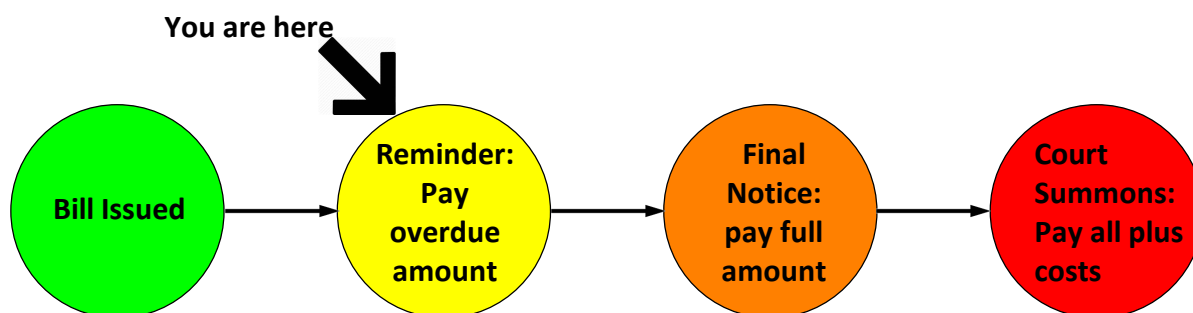 You are here
Bill Issued
Reminder:
Pay
overdue
amount
Final
Notice:
pay full
amount
Court
Summons:
Pay all plus
costs